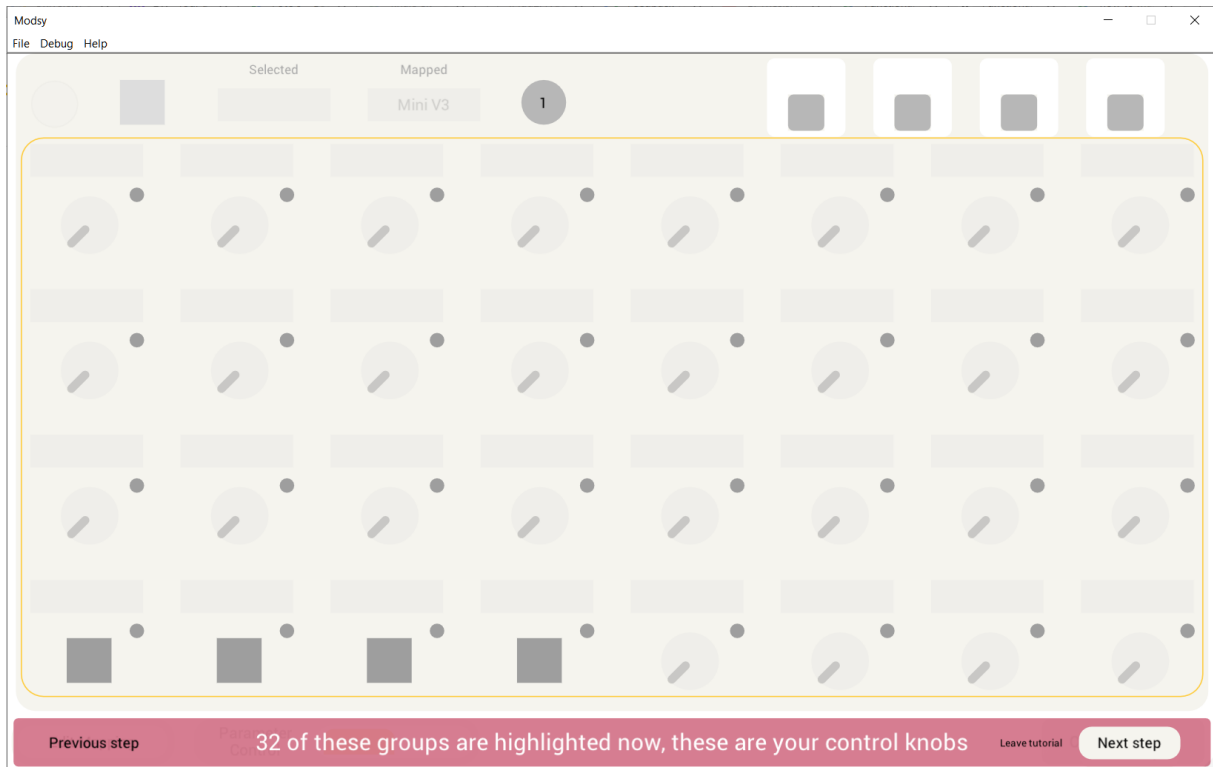 Modsy
File Debug Help
Selected Mapped
Mini V3
1
Previous step
32 of these groups are highlighted now, these are your control knobs
Leave tutorial
Next step